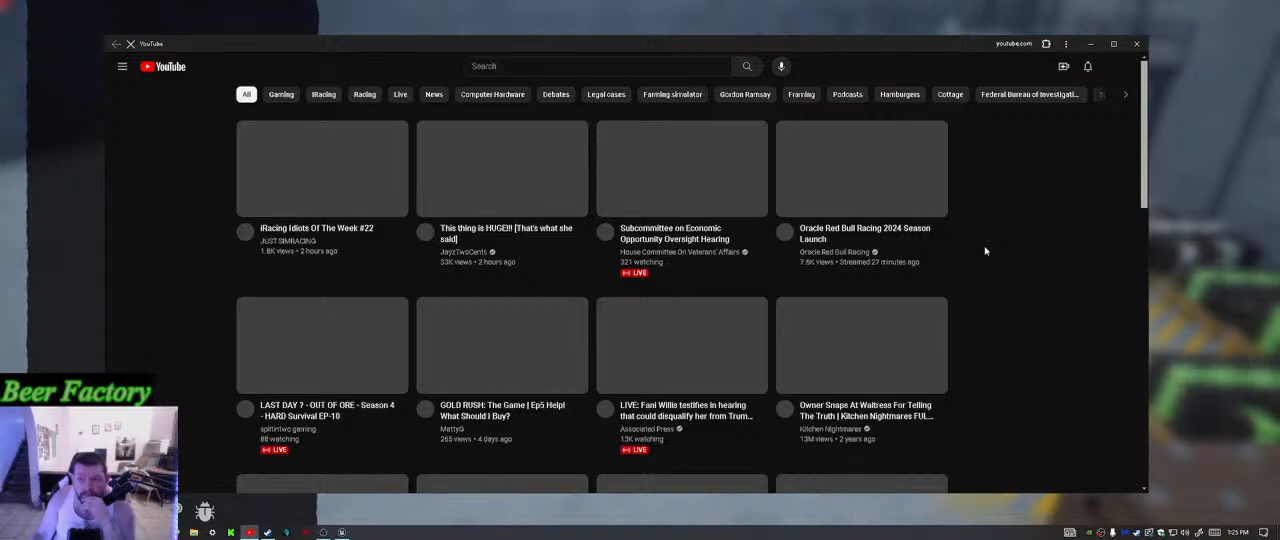 YouTube
youtube.com
YouTube
Search
All
Gaming
iRacing
Racing
Live
News
Computer Hardware
Debates
Legal cases
Farming simulator
Gordon Ramsay
Framing
Podcasts
Hamburgers
Cottage
Federal Bureau of Investigati...
iRacing Idiots Of The Week #22
JUST SIMRACING
1.8K views • 2 hours ago
This thing is HUGE!!! [That's what she
said]
JayzTwoCents
33K views • 2 hours ago
Subcommittee on Economic
Opportunity Oversight Hearing
House Committee On Veterans' Affairs
321 watching
LIVE
Oracle Red Bull Racing 2024 Season
Launch
Oracle Red Bull Racing
7.6K views • Streamed 27 minutes ago
LAST DAY ? - OUT OF ORE - Season 4
- HARD Survival EP-10
splitintwo gaming
88 watching
LIVE
GOLD RUSH: The Game | Ep5 Help!
What Should I Buy?
MattyG
265 views • 4 days ago
LIVE: Fani Willis testifies in hearing
that could disqualify her from Trum...
Associated Press
13K watching
LIVE
Owner Snaps At Waitress For Telling
The Truth | Kitchen Nightmares FUL...
Kitchen Nightmares
13M views • 2 years ago
Beer Factory
1:25 PM